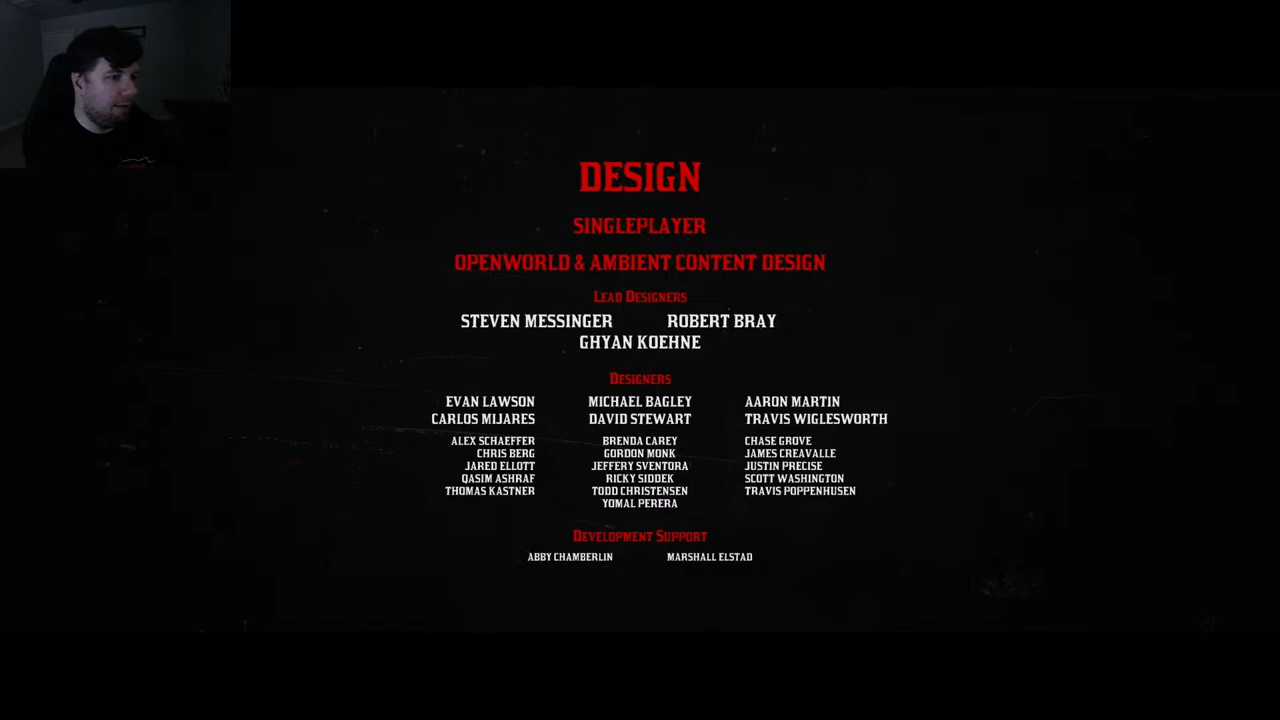 DESIGN
SINGLEPLAYER
OPENWORLD & AMBIENT CONTENT DESIGN
LEAD DESIGNERS
STEVEN MESSINGER ROBERT BRAY
GHYAN KOEHNE
DESIGNERS
EVAN LAWSON MICHAEL BAGLEY AARON MARTIN
CARLOS MIJARES DAVID STEWART TRAVIS WIGLESWORTH
ALEX SCHAEFFER BRENDA CAREY CHASE GROVE
CHRIS BERG GORDON MONK JAMES CREAVALLE
JARED ELLOTT JEFFERY SVENTORA JUSTIN PRECISE
QASIM ASHRAF RICKY SIDDEK SCOTT WASHINGTON
THOMAS KASTNER TODD CHRISTENSEN TRAVIS POPPENHUSEN
YOMAL PERERA
DEVELOPMENT SUPPORT
ABBY CHAMBERLIN MARSHALL ELSTAD